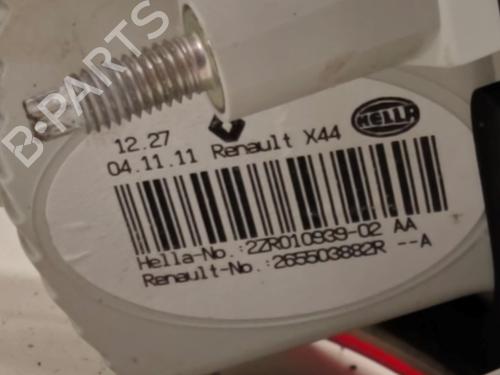 B-PARTS
12.27
04.11.11 Renault X44
HELLA
Hella-No.:2ZR010939-02 AA
Renault-No.:265503882R --A